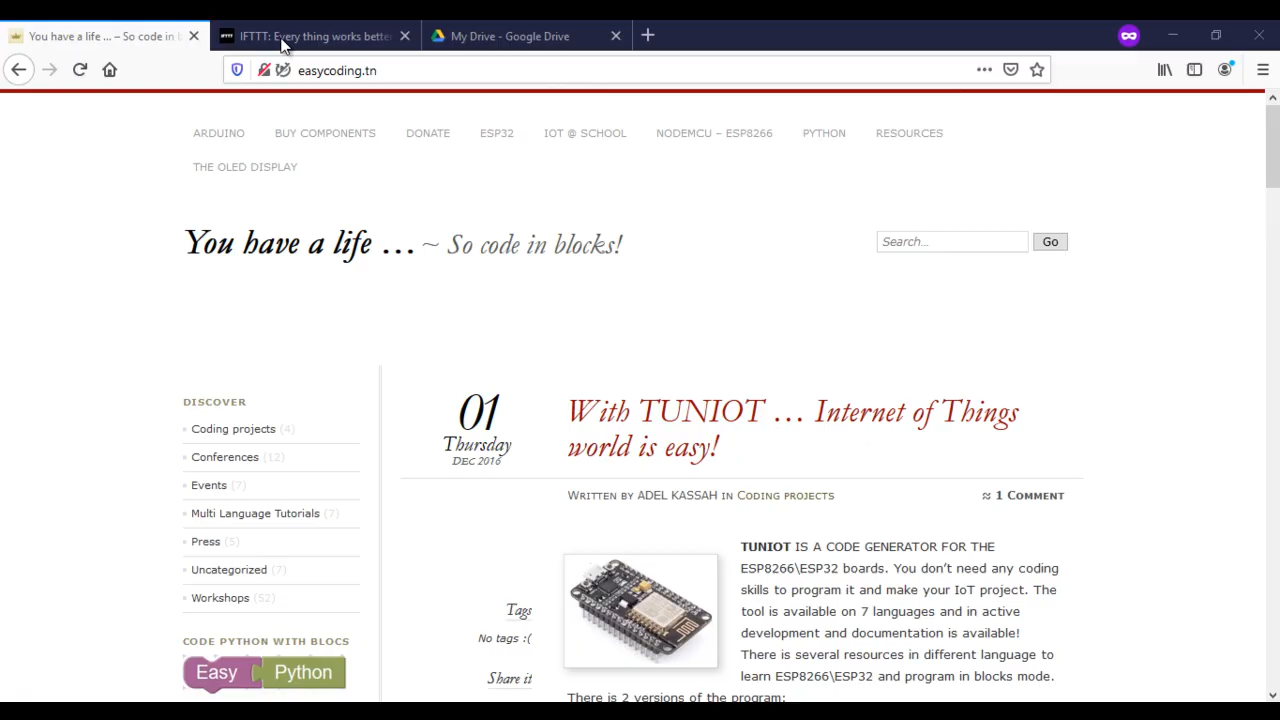 You have a life ... – So code in b
IFTTT: Every thing works better
My Drive - Google Drive
easycoding.tn
ARDUINO
BUY COMPONENTS
DONATE
ESP32
IOT @ SCHOOL
NODEMCU – ESP8266
PYTHON
RESOURCES
THE OLED DISPLAY
You have a life … ~ So code in blocks!
Search...
Go
DISCOVER
Coding projects (4)
Conferences (12)
Events (7)
Multi Language Tutorials (7)
Press (5)
Uncategorized (7)
Workshops (52)
CODE PYTHON WITH BLOCS
Easy Python
01
Thursday
DEC 2016
With TUNIOT … Internet of Things
world is easy!
WRITTEN BY ADEL KASSAH IN CODING PROJECTS
≈ 1 COMMENT
Tags
No tags :(
Share it
TUNIOT IS A CODE GENERATOR FOR THE
ESP8266\ESP32 boards. You don’t need any coding
skills to program it and make your IoT project. The
tool is available on 7 languages and in active
development and documentation is available!
There is several resources in different language to
learn ESP8266\ESP32 and program in blocks mode.
There is 2 versions of the program: